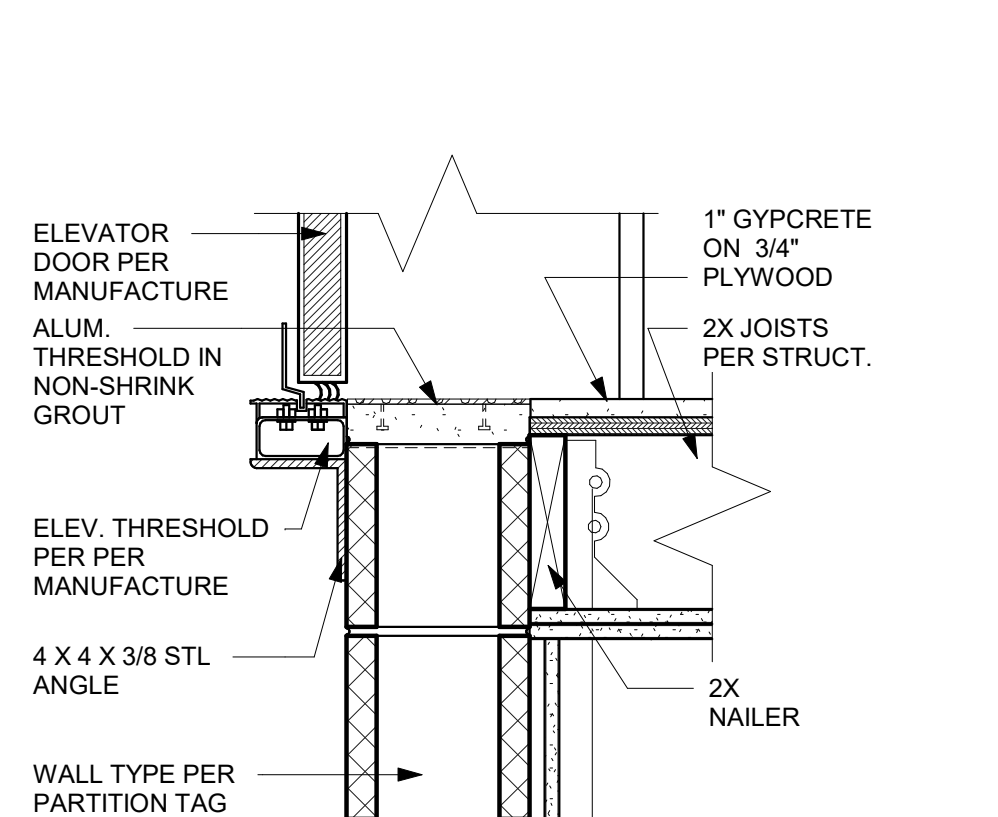 ELEVATOR
DOOR PER
MANUFACTURE
ALUM.
THRESHOLD IN
NON-SHRINK
GROUT
ELEV. THRESHOLD
PER PER
MANUFACTURE
4 X 4 X 3/8 STL
ANGLE
WALL TYPE PER
PARTITION TAG
1" GYPCRETE
ON 3/4"
PLYWOOD
2X JOISTS
PER STRUCT.
2X
NAILER